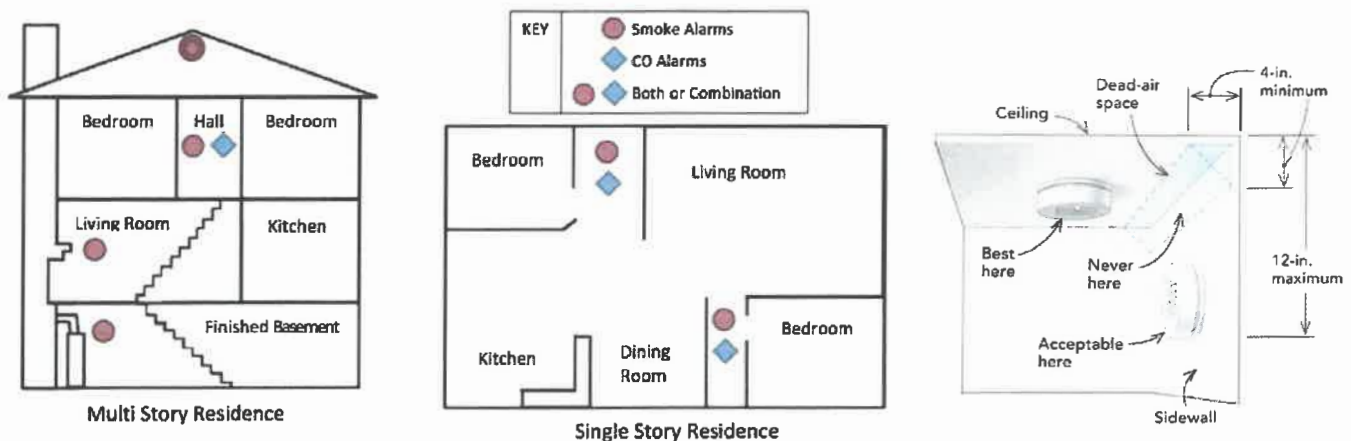 KEY
Smoke Alarms
CO Alarms
Both or Combination
Bedroom
Hall
Bedroom
Living Room
Kitchen
Finished Basement
Multi Story Residence
Bedroom
Living Room
Kitchen
Dining
Room
Bedroom
Single Story Residence
Ceiling
Dead-air
space
4-in.
minimum
Best
here
Never
here
12-in.
maximum
Acceptable
here
Sidewall